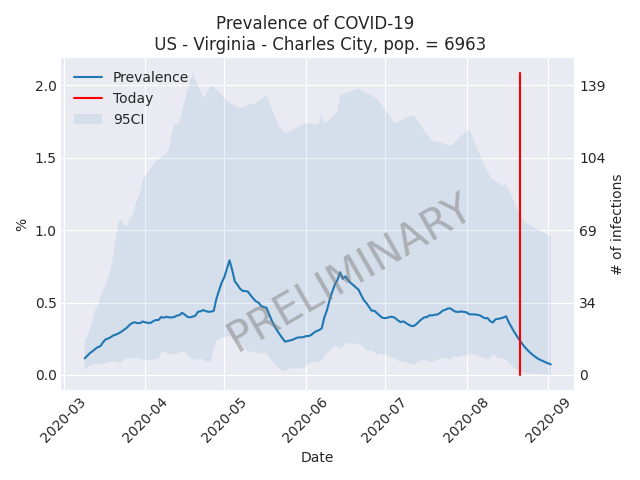 Prevalence of COVID-19
US - Virginia - Charles City, pop. = 6963
Prevalence
Today
95CI
2.0
1.5
1.0
0.5
0.0
%
139
104
69
34
0
# of infections
PRELIMINARY
2020-03
2020-04
2020-05
2020-06
2020-07
2020-08
2020-09
Date